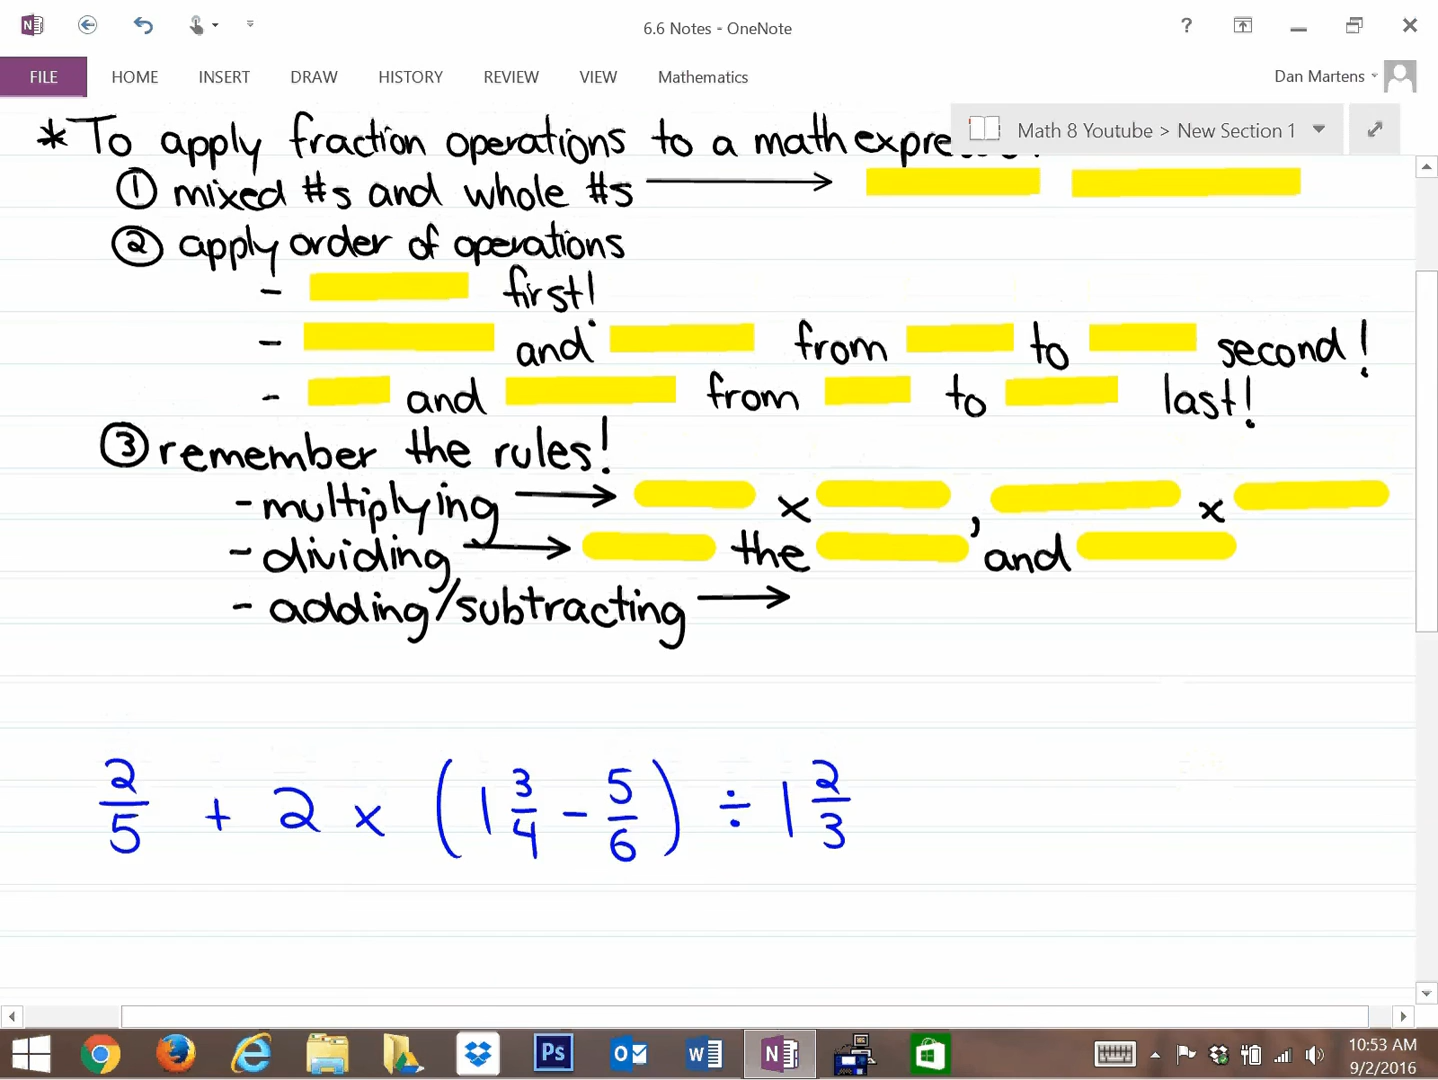 6.6 Notes - OneNote
?
FILE HOME INSERT DRAW HISTORY REVIEW VIEW Mathematics
Dan Martens
Math 8 Youtube > New Section 1
*To apply fraction operations to a math
① mixed #s and whole #s →
② apply order of operations
- first!
- and from to second!
- and from to last!
③ remember the rules!
- multiplying → x , x
- dividing → the and
- adding/subtracting →
2/5 + 2 x (1 3/4 - 5/6) ÷ 1 2/3
10:53 AM
9/2/2016